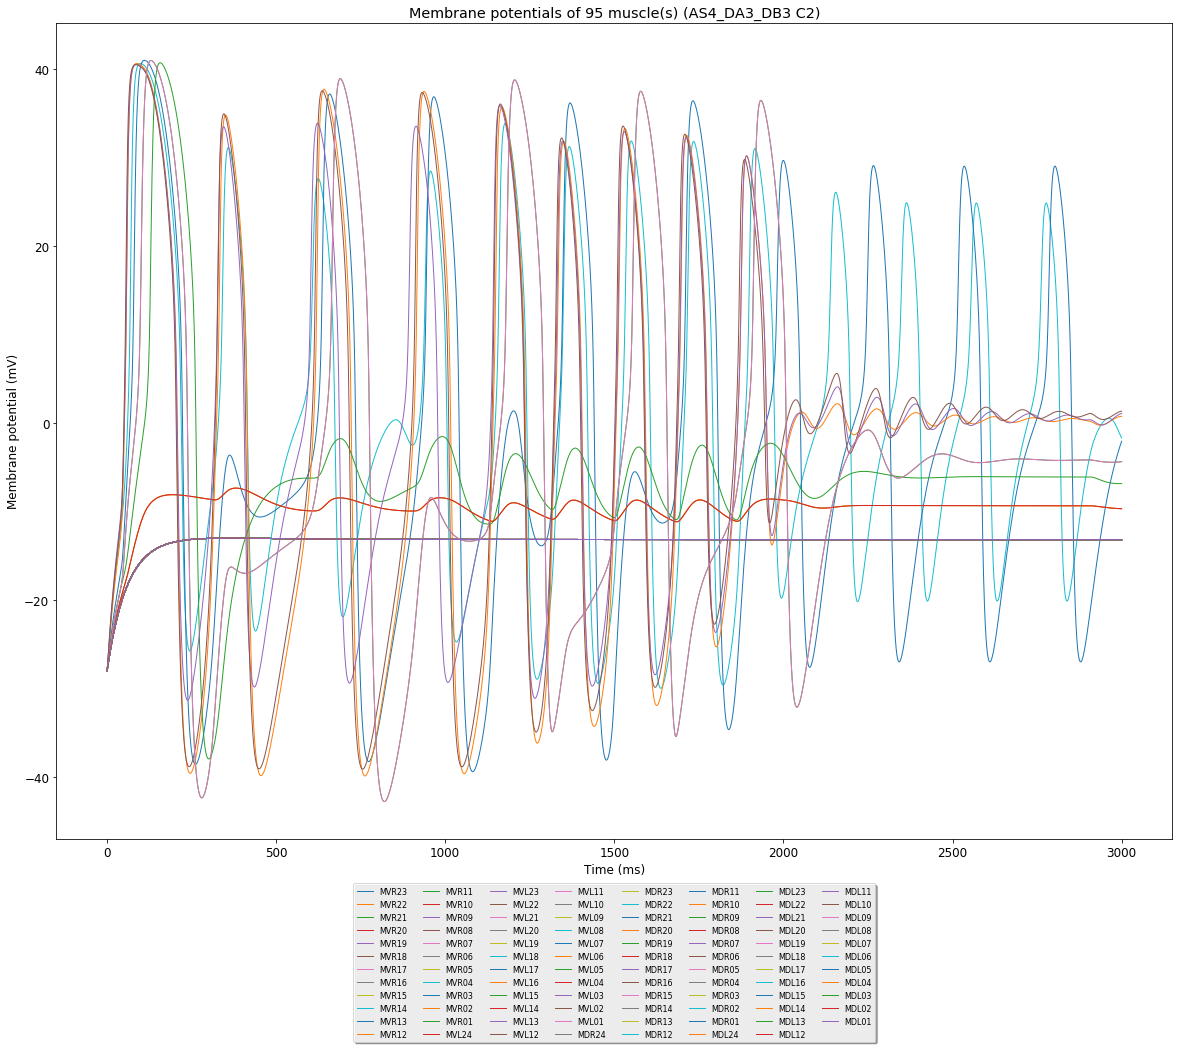 Membrane potentials of 95 muscle(s) (AS4_DA3_DB3 C2)
40
20
0
−20
−40
Membrane potential (mV)
0 500 1000 1500 2000 2500 3000
Time (ms)
MVR23 MVR11 MVL23 MVL11 MDR23 MDR11 MDL23 MDL11
MVR22 MVR10 MVL22 MVL10 MDR22 MDR10 MDL22 MDL10
MVR21 MVR09 MVL21 MVL09 MDR21 MDR09 MDL21 MDL09
MVR20 MVR08 MVL20 MVL08 MDR20 MDR08 MDL20 MDL08
MVR19 MVR07 MVL19 MVL07 MDR19 MDR07 MDL19 MDL07
MVR18 MVR06 MVL18 MVL06 MDR18 MDR06 MDL18 MDL06
MVR17 MVR05 MVL17 MVL05 MDR17 MDR05 MDL17 MDL05
MVR16 MVR04 MVL16 MVL04 MDR16 MDR04 MDL16 MDL04
MVR15 MVR03 MVL15 MVL03 MDR15 MDR03 MDL15 MDL03
MVR14 MVR02 MVL14 MVL02 MDR14 MDR02 MDL14 MDL02
MVR13 MVR01 MVL13 MVL01 MDR13 MDR01 MDL13 MDL01
MVR12 MVL24 MVL12 MDR24 MDR12 MDL24 MDL12